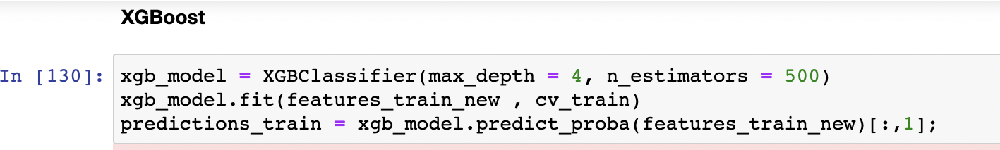 XGBoost
In [130]: xgb_model = XGBClassifier(max_depth = 4, n_estimators = 500)
xgb_model.fit(features_train_new , cv_train)
predictions_train = xgb_model.predict_proba(features_train_new)[:,1];